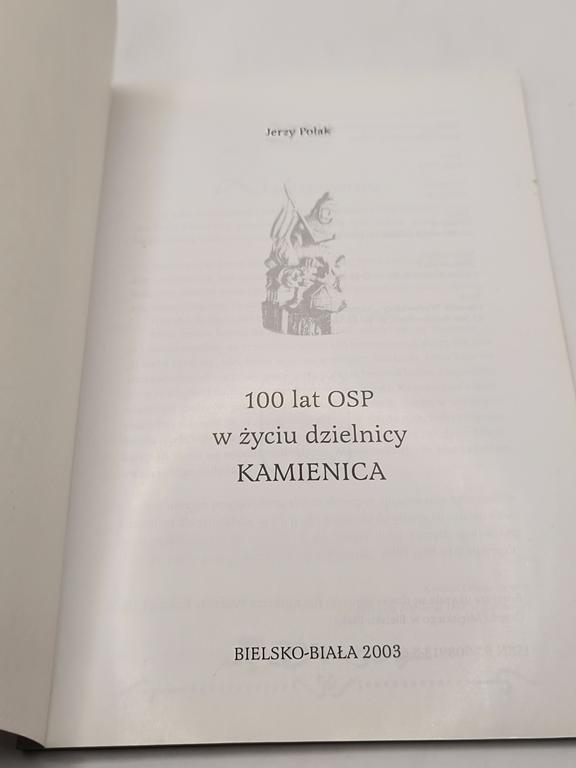 Jerzy Polak
100 lat OSP
w życiu dzielnicy
KAMIENICA
BIELSKO-BIAŁA 2003